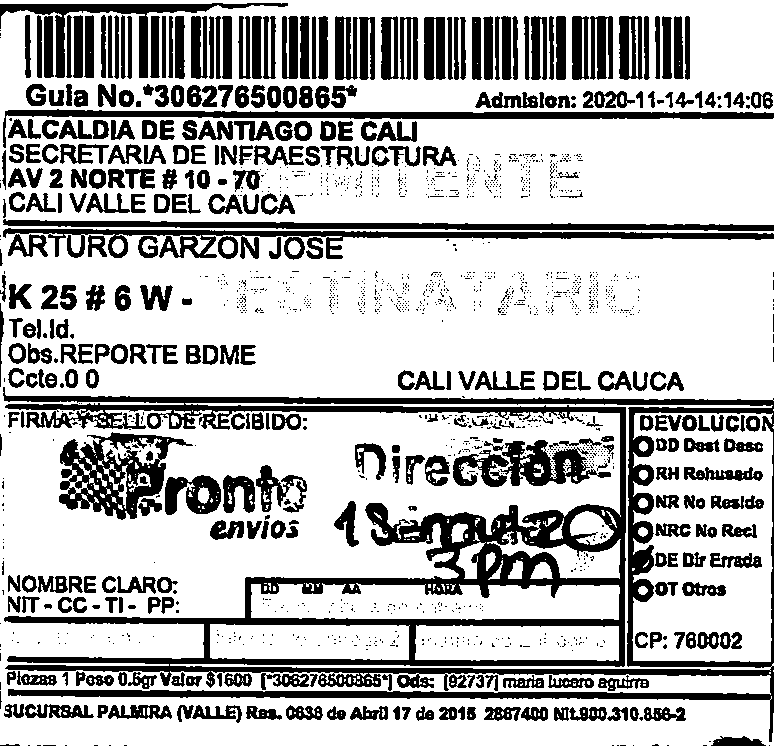 Guia No.*306276500865*
Admision: 2020-11-14-14:14:06
ALCALDIA DE SANTIAGO DE CALI
SECRETARIA DE INFRAESTRUCTURA
AV 2 NORTE # 10 - 70
REMITENTE
CALI VALLE DEL CAUCA
ARTURO GARZON JOSE
K 25 # 6 W -
DESTINATARIO
Tel.Id.
Obs.REPORTE BDME
Ccte.0 0
CALI VALLE DEL CAUCA
FIRMA Y SELLO DE RECIBIDO:
Pronto
envíos
Dirección
3 pm
DEVOLUCION
DD Dest Desc
RH Rehusado
NR No Reside
NRC No Recl
DE Dir Errada
OT Otros
NOMBRE CLARO:
NIT - CC - TI - PP:
DD MM AA HORA
CP: 760002
Piezas 1 Peso 0.5gr Valor $1600 [*306276500865*] Ods: [92737] maria lucero aguirre
SUCURSAL PALMIRA (VALLE) Res. 0638 de Abril 17 de 2015 2867400 Nit.900.310.856-2